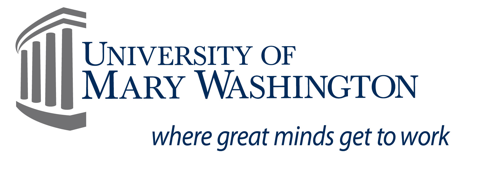 UNIVERSITY OF
MARY WASHINGTON
where great minds get to work